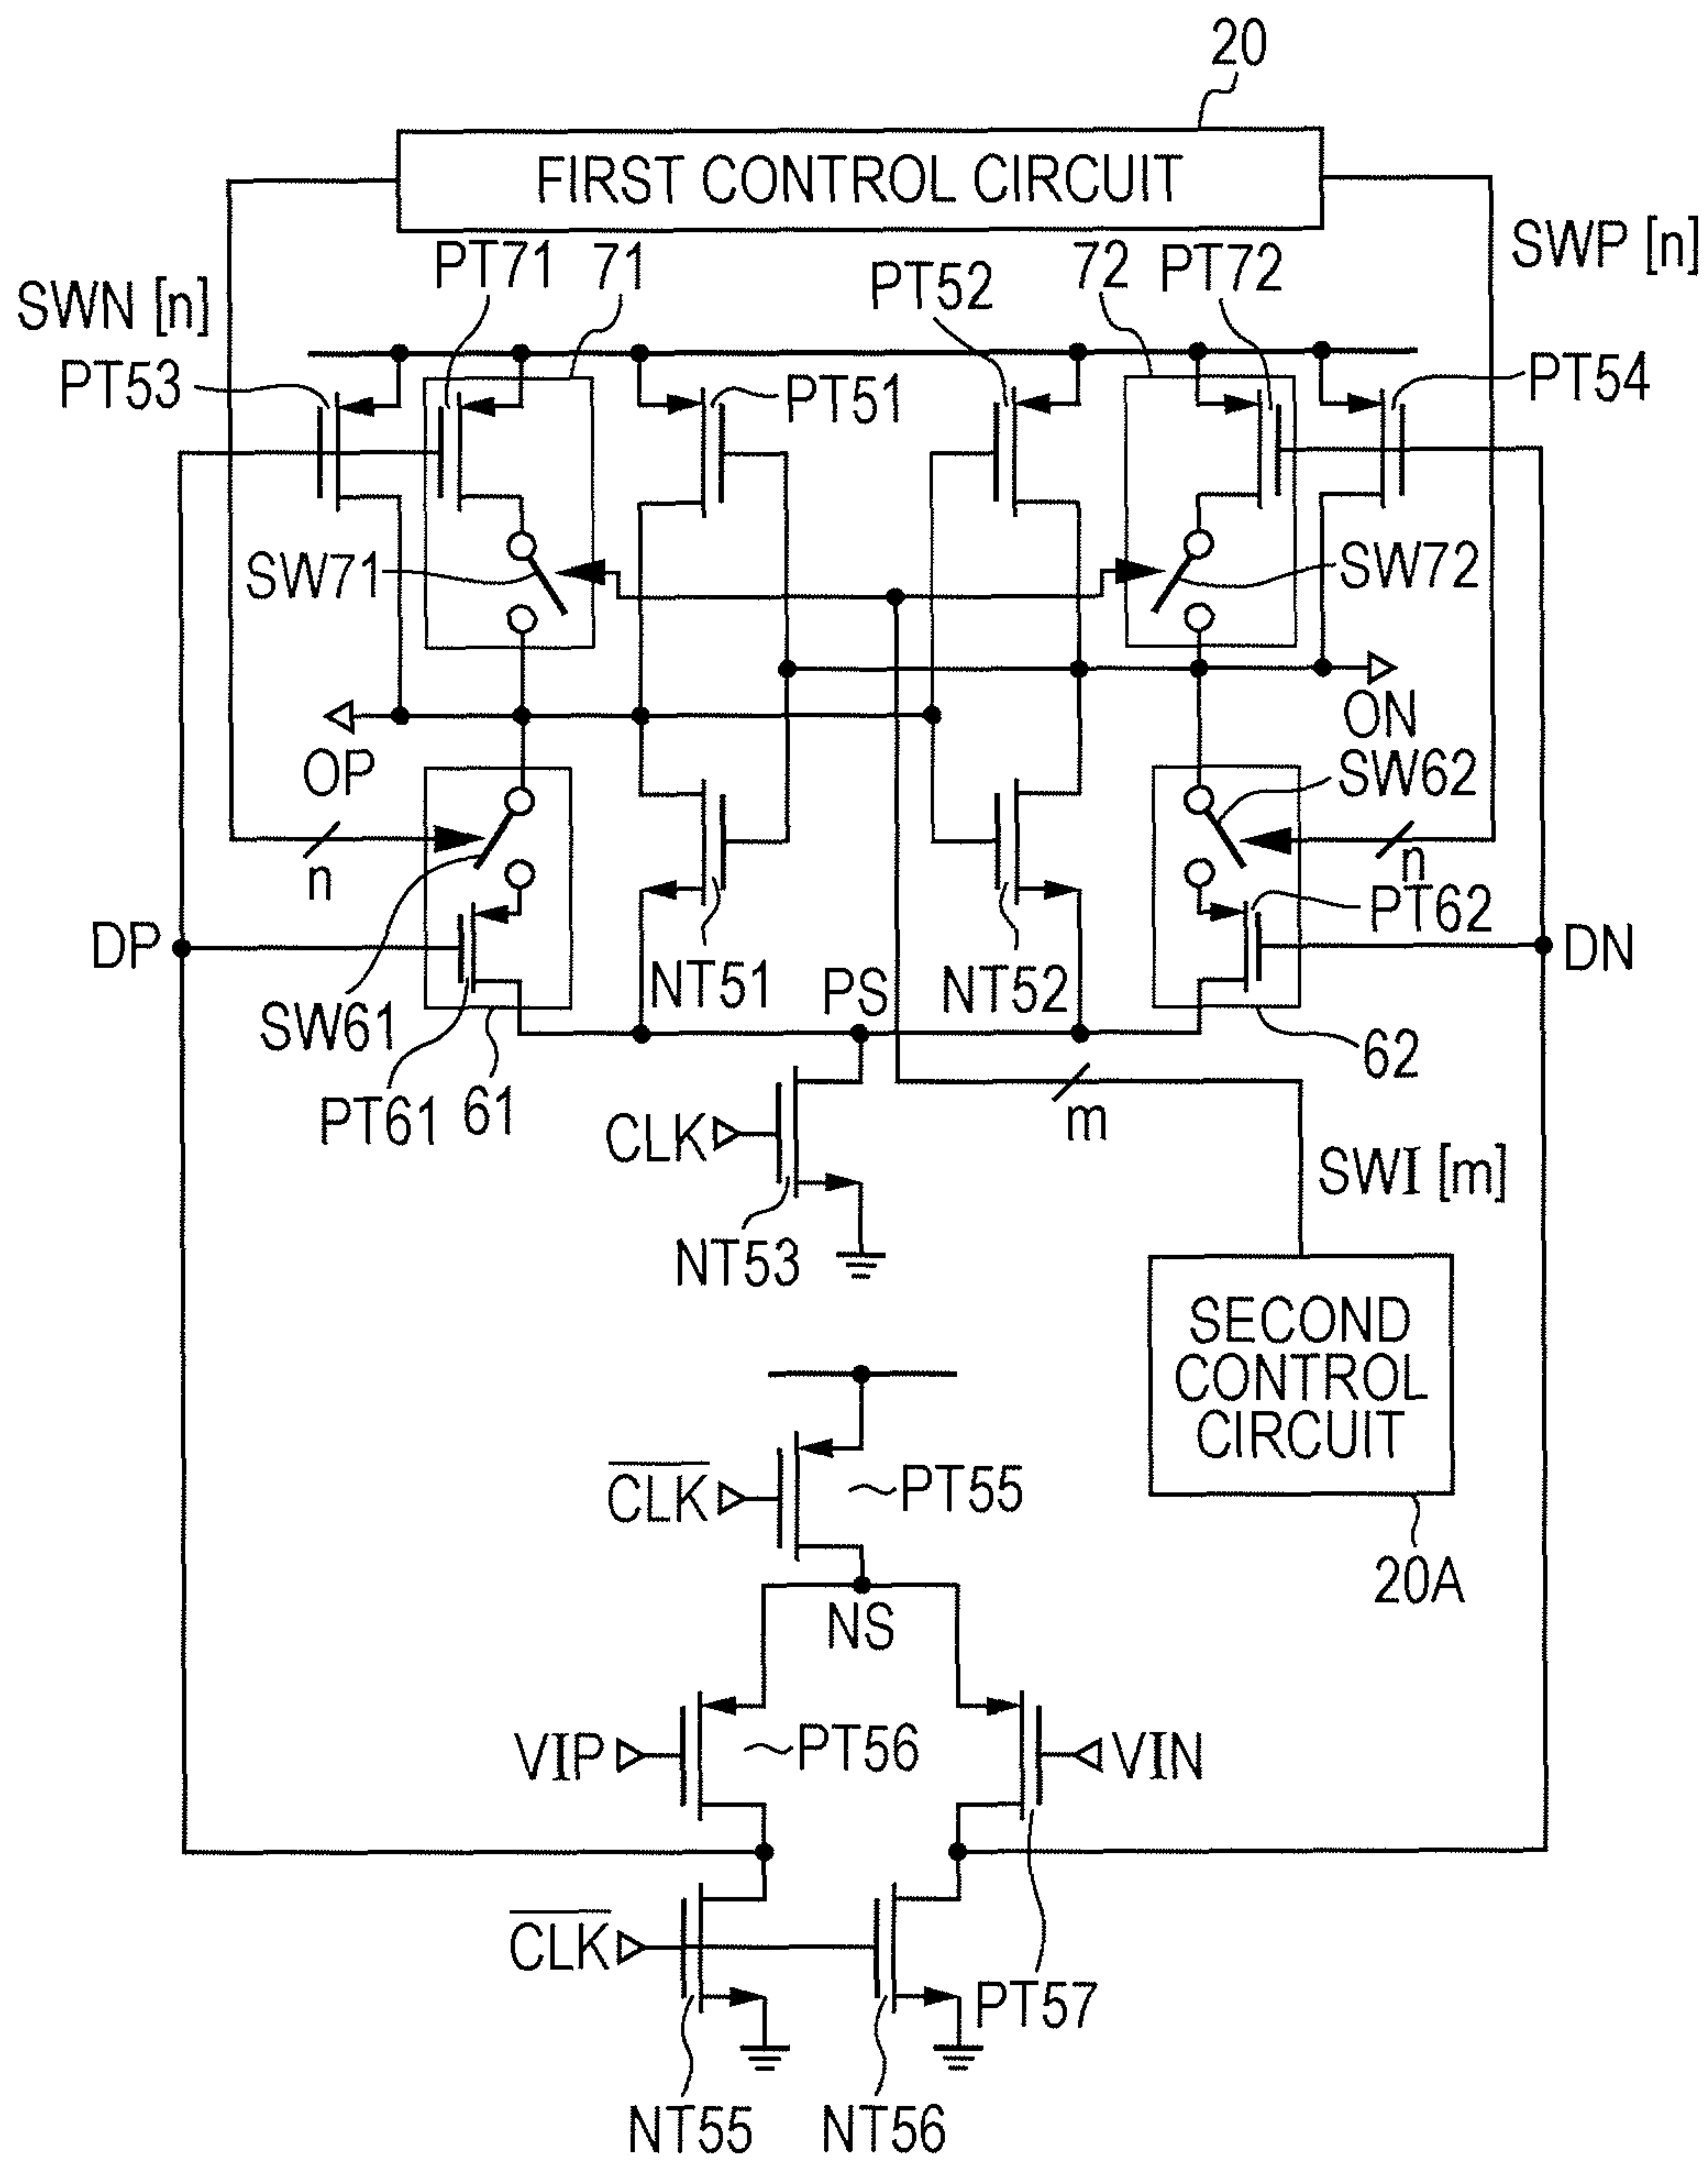 20
FIRST CONTROL CIRCUIT
SWN [n]
SWP [n]
PT71
71
PT52
72
PT72
PT53
PT51
PT54
SW71
SW72
OP
ON
SW62
n
n
PT62
DP
DN
SW61
NT51
PS
NT52
PT61
61
62
CLK
m
SWI [m]
NT53
SECOND
CONTROL
CIRCUIT
CLK
PT55
20A
NS
VIP
PT56
VIN
CLK
PT57
NT55
NT56